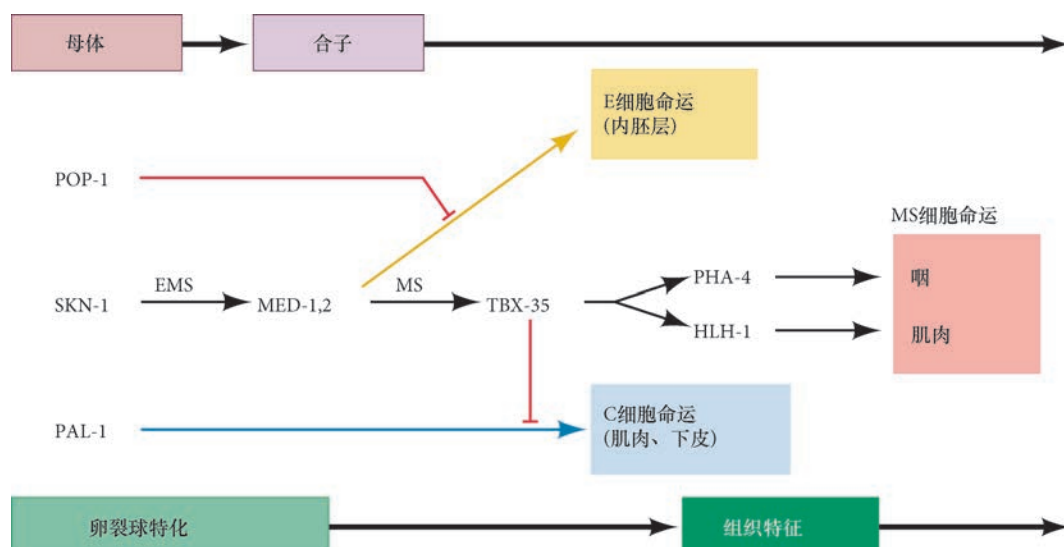 母体
合子
E细胞命运
(内胚层)
POP-1
MS细胞命运
EMS
MS
PHA-4
咽
SKN-1
MED-1,2
TBX-35
HLH-1
肌肉
PAL-1
C细胞命运
(肌肉、下皮)
卵裂球特化
组织特征